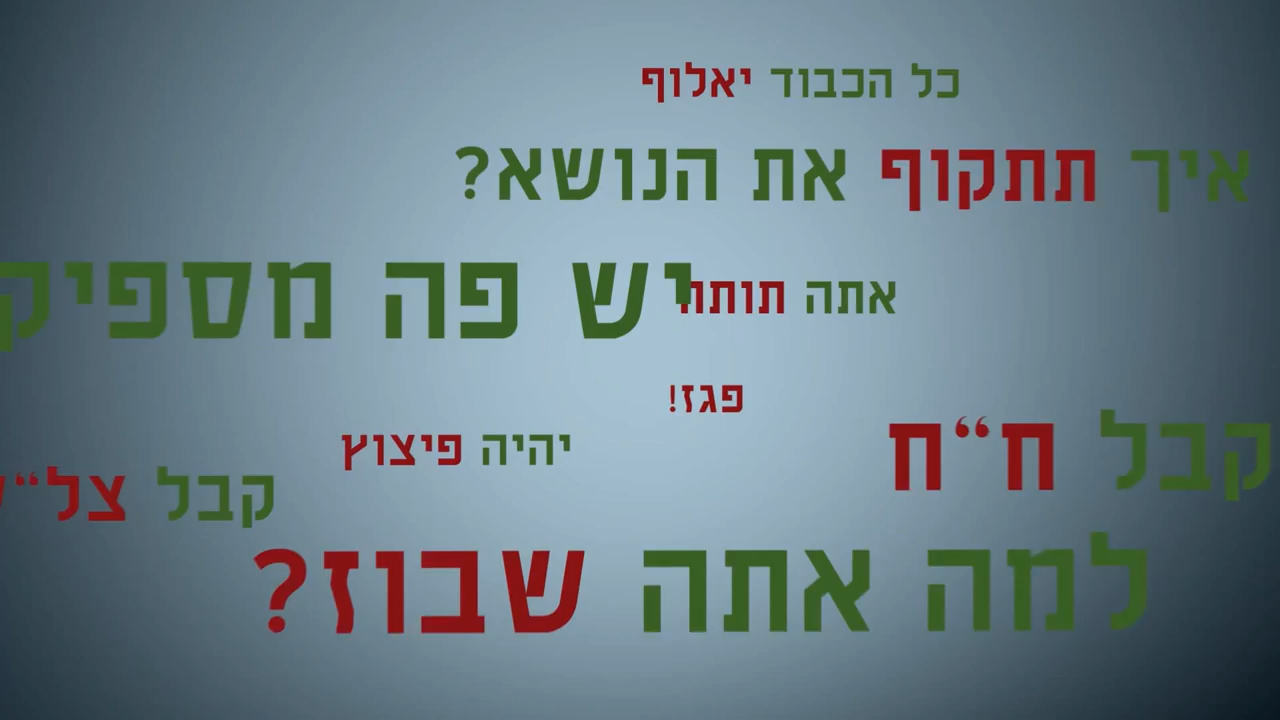 כל הכבוד יאלוף
איך תתקוף את הנושא?
אתה תותח
יש פה מספיק
פגז!
קבל ח״ח
יהיה פיצוץ
קבל
למה אתה שבוז?